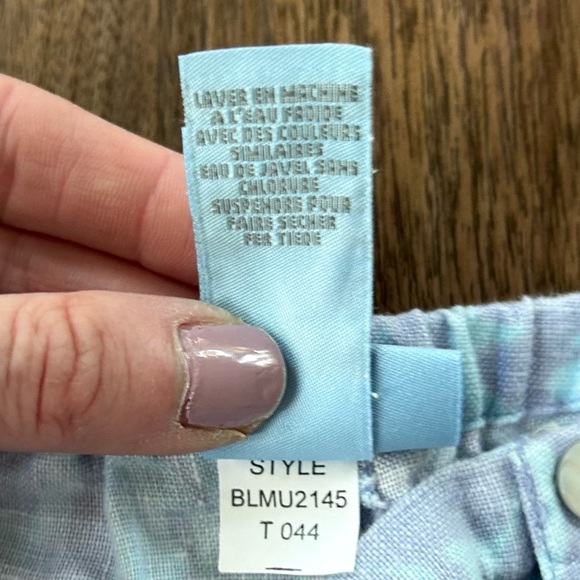 LAVER EN MACHINE
A L'EAU FROIDE
AVEC DES COULEURS
SIMILAIRES
EAU DE JAVEL SANS
CHLORURE
SUSPENDRE POUR
FAIRE SECHER
FER TIEDE
STYLE
BLMU2145
T 044